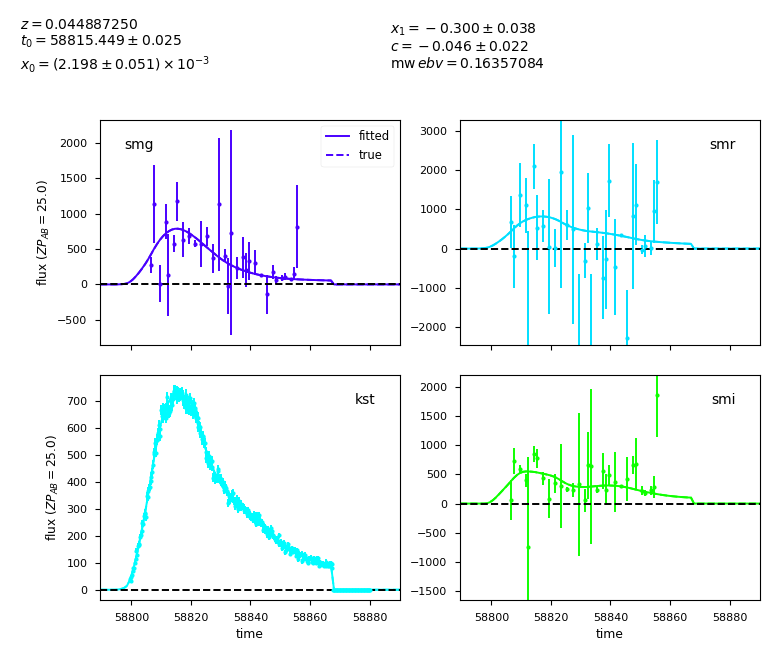 z = 0.044887250
t₀ = 58815.449 ± 0.025
x₀ = (2.198 ± 0.051) × 10⁻³
x₁ = −0.300 ± 0.038
c = −0.046 ± 0.022
mw ebv = 0.16357084
smg
fitted
true
2000
1500
1000
500
0
−500
flux (ZP_AB = 25.0)
smr
3000
2000
1000
0
−1000
−2000
kst
700
600
500
400
300
200
100
0
flux (ZP_AB = 25.0)
58800 58820 58840 58860 58880
time
smi
2000
1500
1000
500
0
−500
−1000
−1500
58800 58820 58840 58860 58880
time